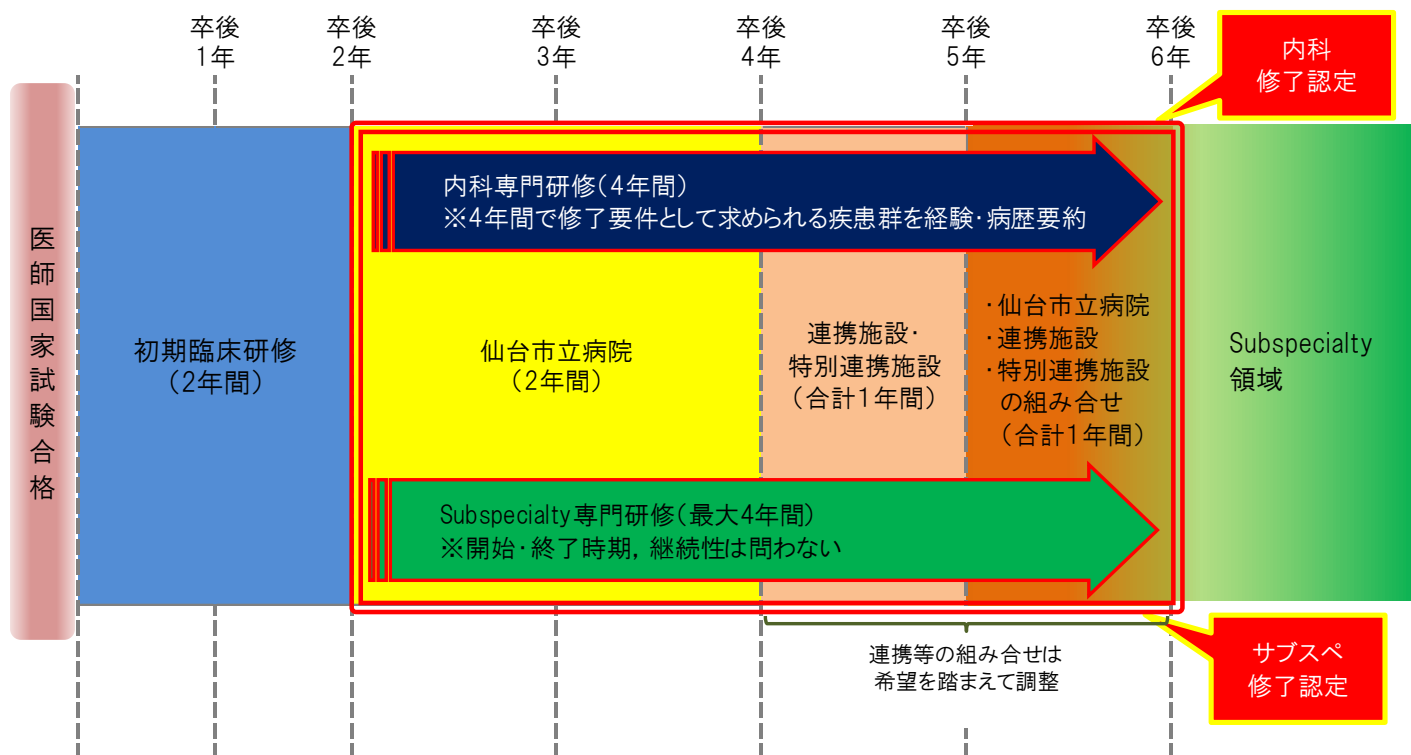 卒後
1年
卒後
2年
卒後
3年
卒後
4年
卒後
5年
卒後
6年
内科
修了認定
医師国家試験合格
内科専門研修(4年間)
※4年間で修了要件として求められる疾患群を経験・病歴要約
初期臨床研修
(2年間)
仙台市立病院
(2年間)
連携施設・
特別連携施設
(合計1年間)
・仙台市立病院
・連携施設
・特別連携施設
の組み合せ
(合計1年間)
Subspecialty
領域
Subspecialty専門研修(最大4年間)
※開始・終了時期,継続性は問わない
連携等の組み合せは
希望を踏まえて調整
サブスペ
修了認定